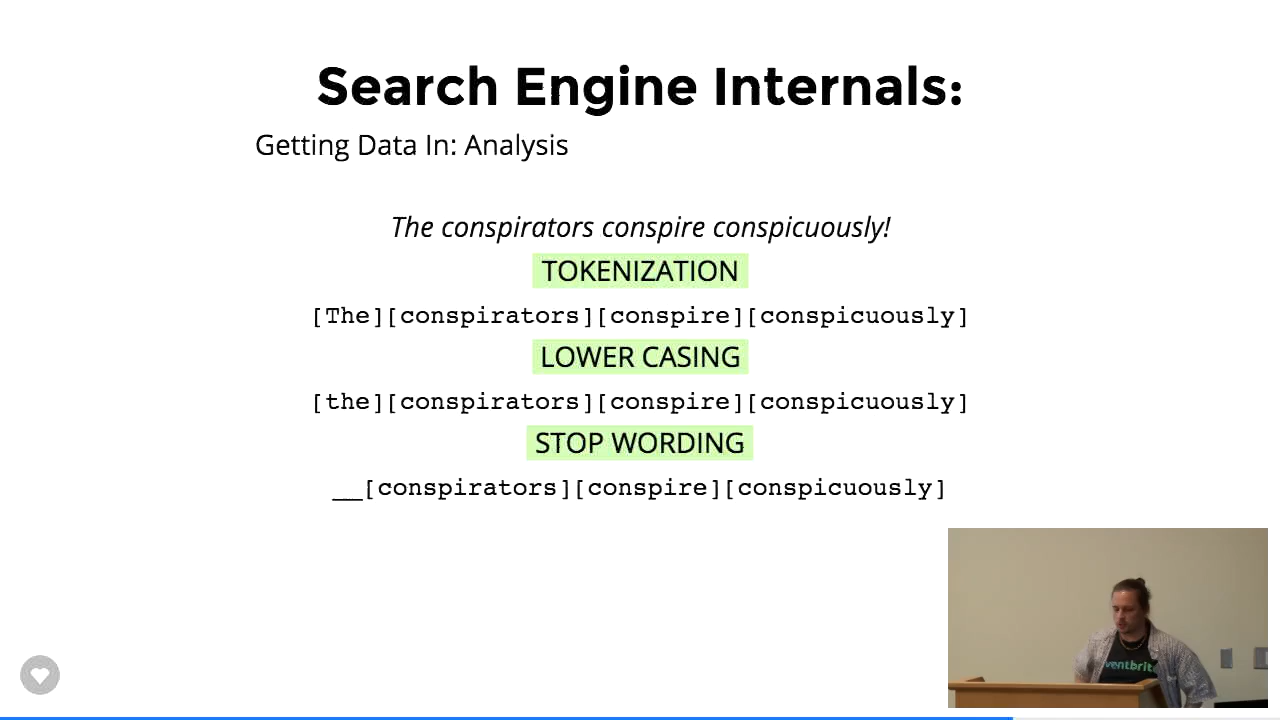 Search Engine Internals:
Getting Data In: Analysis
The conspirators conspire conspicuously!
TOKENIZATION
[The][conspirators][conspire][conspicuously]
LOWER CASING
[the][conspirators][conspire][conspicuously]
STOP WORDING
__[conspirators][conspire][conspicuously]
ventbrite